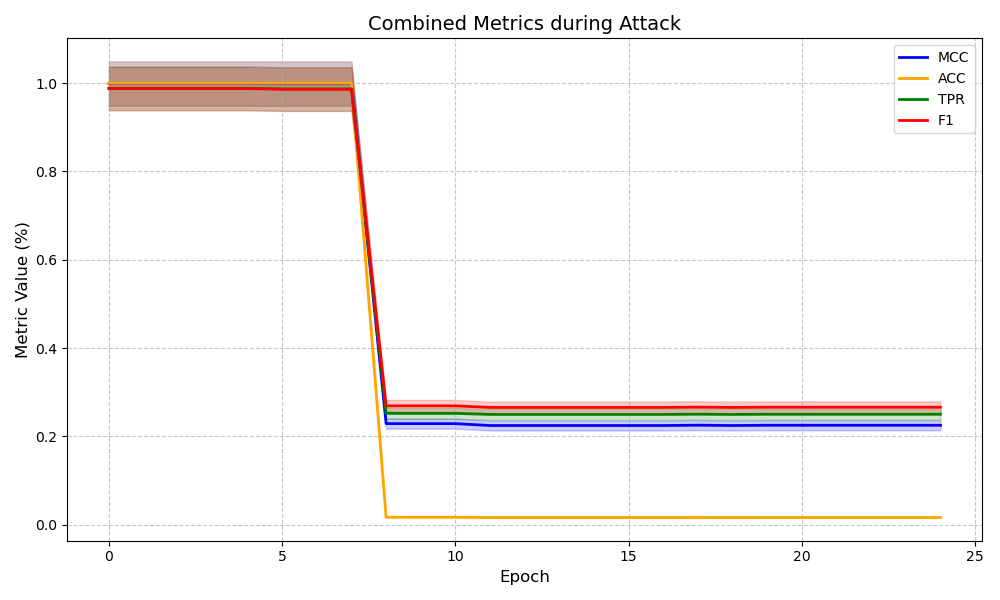 Combined Metrics during Attack
MCC
ACC
TPR
F1
Metric Value (%)
1.0
0.8
0.6
0.4
0.2
0.0
0
5
10
15
20
25
Epoch